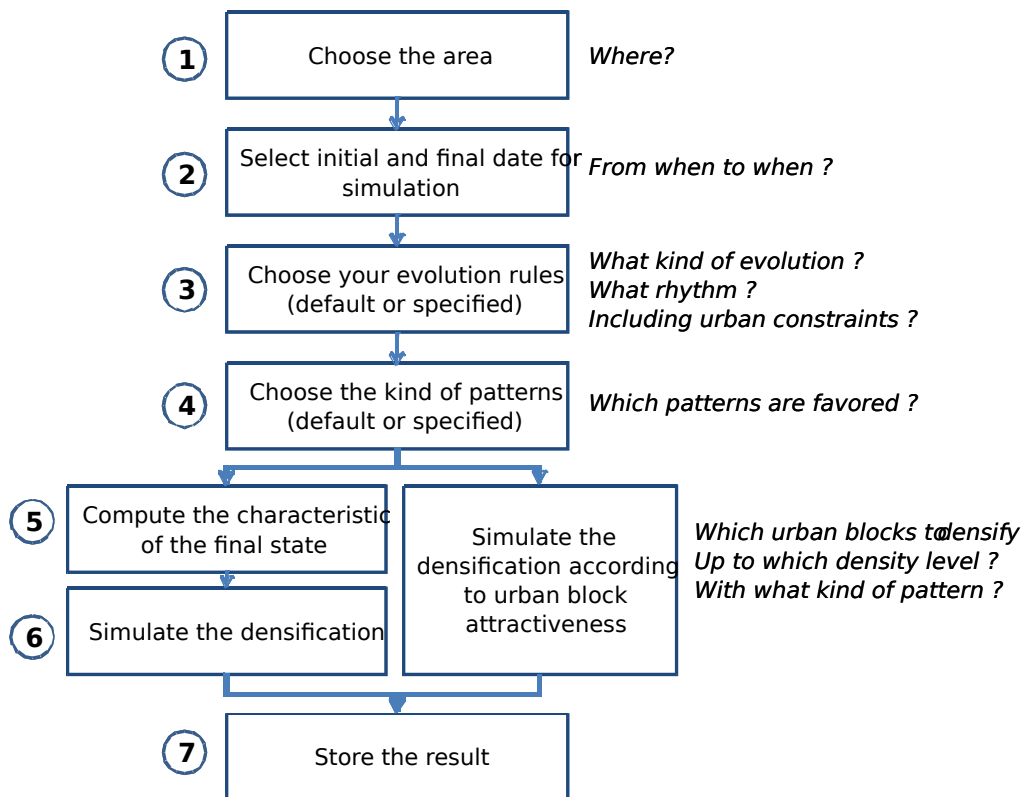 1
Choose the area
Where?
2
Select initial and final date for
simulation
From when to when ?
3
Choose your evolution rules
(default or specified)
What kind of evolution ?
What rhythm ?
Including urban constraints ?
4
Choose the kind of patterns
(default or specified)
Which patterns are favored ?
5
Compute the characteristic
of the final state
6
Simulate the densification
Simulate the
densification according
to urban block
attractiveness
Which urban blocks to densify
Up to which density level ?
With what kind of pattern ?
7
Store the result